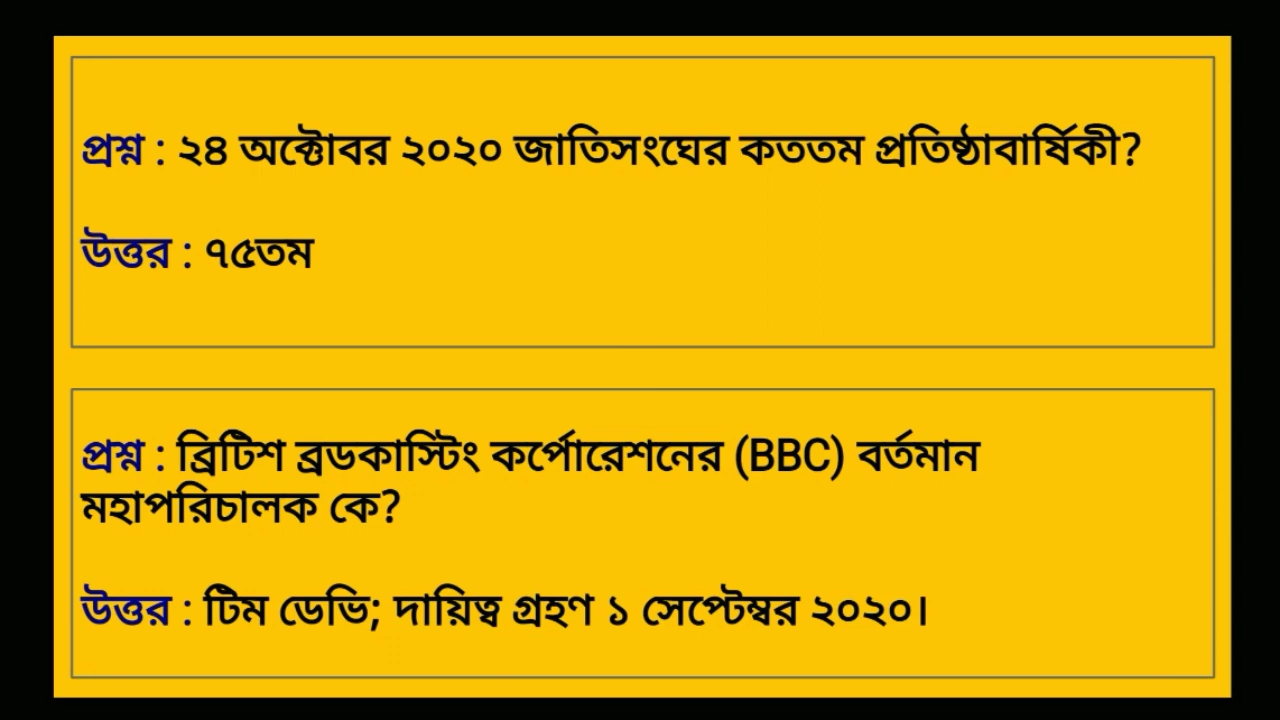 প্রশ্ন : ২৪ অক্টোবর ২০২০ জাতিসংঘের কততম প্রতিষ্ঠাবার্ষিকী?
উত্তর : ৭৫তম
প্রশ্ন : ব্রিটিশ ব্রডকাস্টিং কর্পোরেশনের (BBC) বর্তমান
মহাপরিচালক কে?
উত্তর : টিম ডেভি; দায়িত্ব গ্রহণ ১ সেপ্টেম্বর ২০২০।